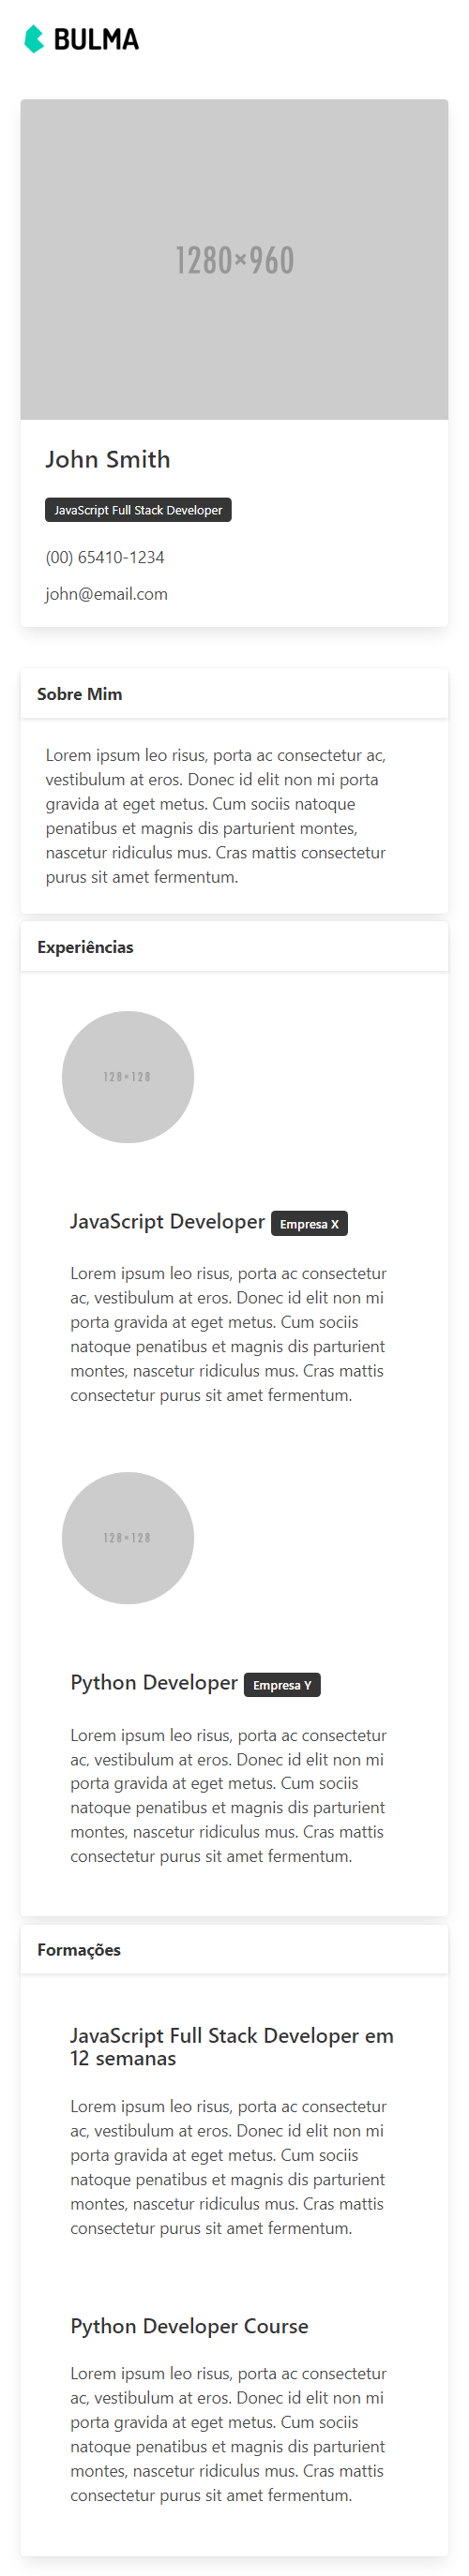 BULMA
1280×960
John Smith
JavaScript Full Stack Developer
(00) 65410-1234
john@email.com
Sobre Mim
Lorem ipsum leo risus, porta ac consectetur ac,
vestibulum at eros. Donec id elit non mi porta
gravida at eget metus. Cum sociis natoque
penatibus et magnis dis parturient montes,
nascetur ridiculus mus. Cras mattis consectetur
purus sit amet fermentum.
Experiências
128×128
JavaScript Developer Empresa X
Lorem ipsum leo risus, porta ac consectetur
ac, vestibulum at eros. Donec id elit non mi
porta gravida at eget metus. Cum sociis
natoque penatibus et magnis dis parturient
montes, nascetur ridiculus mus. Cras mattis
consectetur purus sit amet fermentum.
128×128
Python Developer Empresa Y
Lorem ipsum leo risus, porta ac consectetur
ac, vestibulum at eros. Donec id elit non mi
porta gravida at eget metus. Cum sociis
natoque penatibus et magnis dis parturient
montes, nascetur ridiculus mus. Cras mattis
consectetur purus sit amet fermentum.
Formações
JavaScript Full Stack Developer em
12 semanas
Lorem ipsum leo risus, porta ac consectetur
ac, vestibulum at eros. Donec id elit non mi
porta gravida at eget metus. Cum sociis
natoque penatibus et magnis dis parturient
montes, nascetur ridiculus mus. Cras mattis
consectetur purus sit amet fermentum.
Python Developer Course
Lorem ipsum leo risus, porta ac consectetur
ac, vestibulum at eros. Donec id elit non mi
porta gravida at eget metus. Cum sociis
natoque penatibus et magnis dis parturient
montes, nascetur ridiculus mus. Cras mattis
consectetur purus sit amet fermentum.